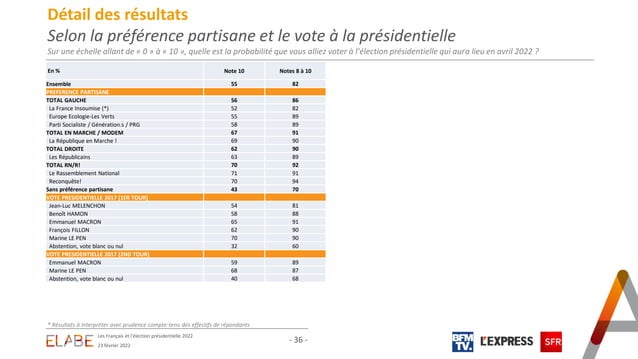 Détail des résultats
Selon la préférence partisane et le vote à la présidentielle
Sur une échelle allant de « 0 » à « 10 », quelle est la probabilité que vous alliez voter à l'élection présidentielle qui aura lieu en avril 2022 ?
En % Note 10 Notes 8 à 10
Ensemble 55 82
PREFERENCE PARTISANE
TOTAL GAUCHE 56 86
La France Insoumise (*) 52 82
Europe Ecologie-Les Verts 55 89
Parti Socialiste / Génération.s / PRG 58 89
TOTAL EN MARCHE / MODEM 67 91
La République en Marche ! 69 90
TOTAL DROITE 62 90
Les Républicains 63 89
TOTAL RN/R! 70 92
Le Rassemblement National 71 91
Reconquête! 70 94
Sans préférence partisane 43 70
VOTE PRESIDENTIELLE 2017 (1ER TOUR)
Jean-Luc MELENCHON 54 81
Benoît HAMON 58 88
Emmanuel MACRON 65 91
François FILLON 62 90
Marine LE PEN 70 90
Abstention, vote blanc ou nul 32 60
VOTE PRESIDENTIELLE 2017 (2ND TOUR)
Emmanuel MACRON 59 89
Marine LE PEN 68 87
Abstention, vote blanc ou nul 40 68
* Résultats à interpréter avec prudence compte-tenu des effectifs de répondants
ELABE
Les Français et l'élection présidentielle 2022
23 février 2022
- 36 -
BFM TV.
L'EXPRESS
SFR